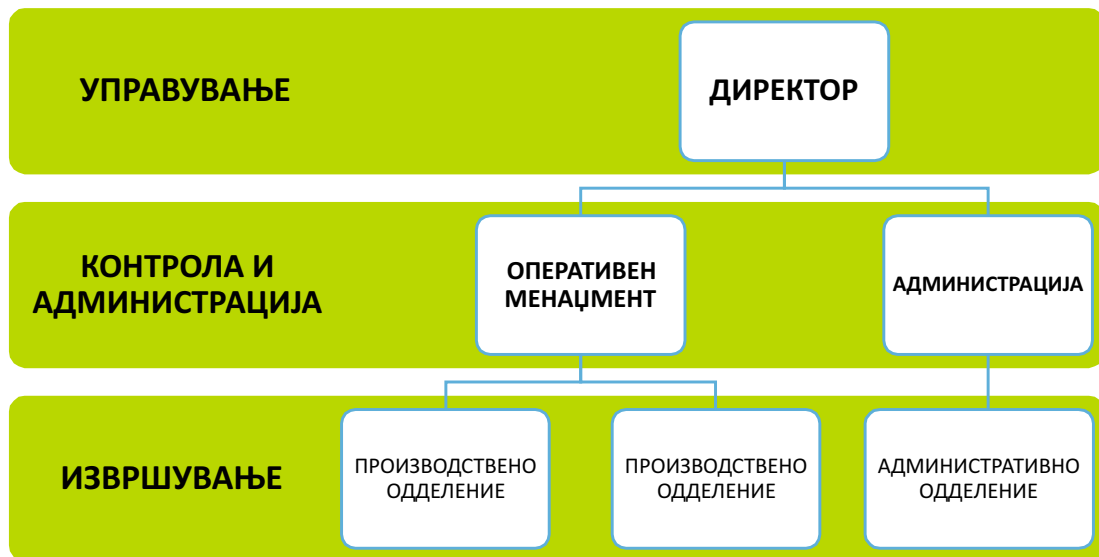 УПРАВУВАЊЕ
ДИРЕКТОР
КОНТРОЛА И
АДМИНИСТРАЦИЈА
ОПЕРАТИВЕН
МЕНАЏМЕНТ
АДМИНИСТРАЦИЈА
ИЗВРШУВАЊЕ
ПРОИЗВОДСТВЕНО
ОДДЕЛЕНИЕ
ПРОИЗВОДСТВЕНО
ОДДЕЛЕНИЕ
АДМИНИСТРАТИВНО
ОДДЕЛЕНИЕ